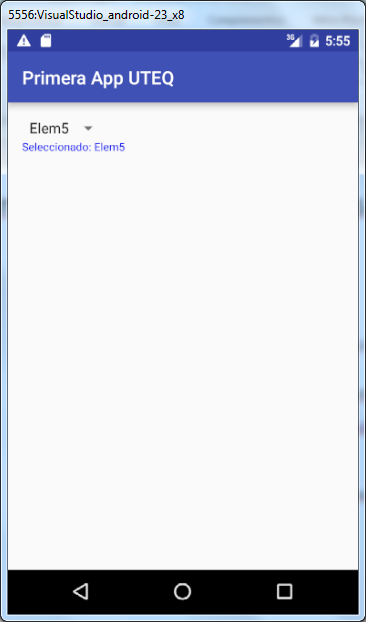 5556:VisualStudio_android-23_x8
3G 5:55
Primera App UTEQ
Elem5
Seleccionado: Elem5